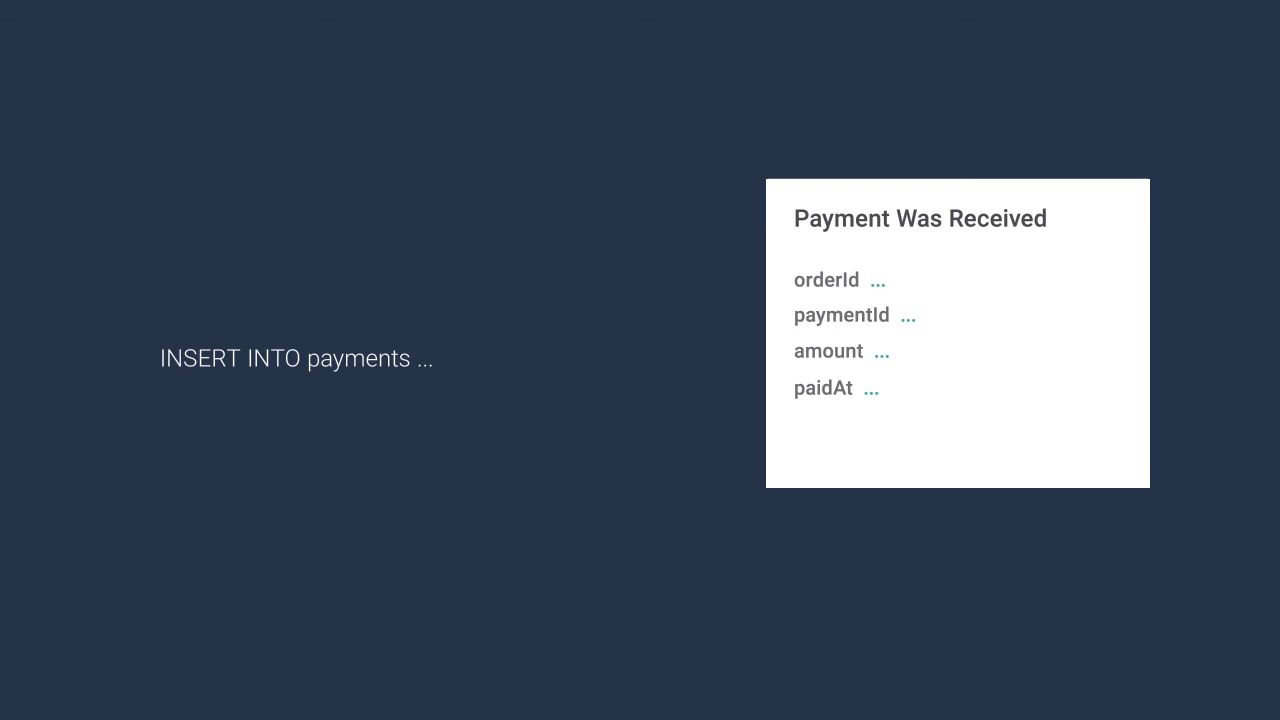 INSERT INTO payments ...
Payment Was Received
orderId ...
paymentId ...
amount ...
paidAt ...